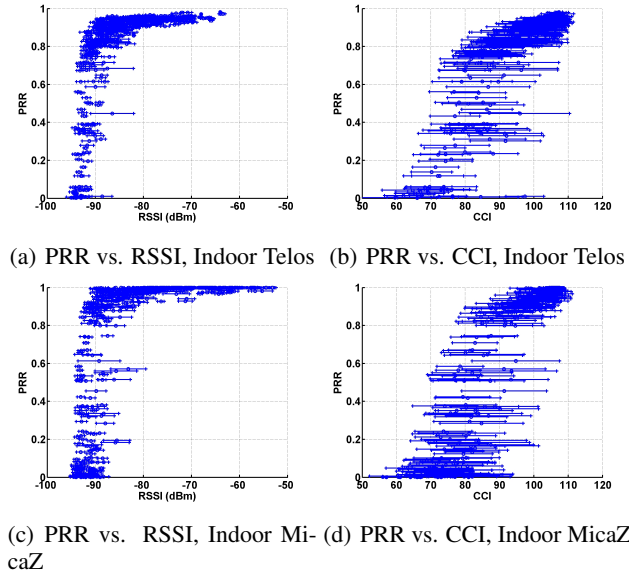 1
0.8
0.6
0.4
0.2
0
PRR
-100 -90 -80 -70 -60 -50
RSSI (dBm)
1
0.8
0.6
0.4
0.2
0
PRR
50 60 70 80 90 100 110 120
CCI
(a) PRR vs. RSSI, Indoor Telos (b) PRR vs. CCI, Indoor Telos
1
0.8
0.6
0.4
0.2
0
PRR
-100 -90 -80 -70 -60 -50
RSSI (dBm)
1
0.8
0.6
0.4
0.2
0
PRR
50 60 70 80 90 100 110 120
CCI
(c) PRR vs. RSSI, Indoor Mi- (d) PRR vs. CCI, Indoor MicaZ
caZ